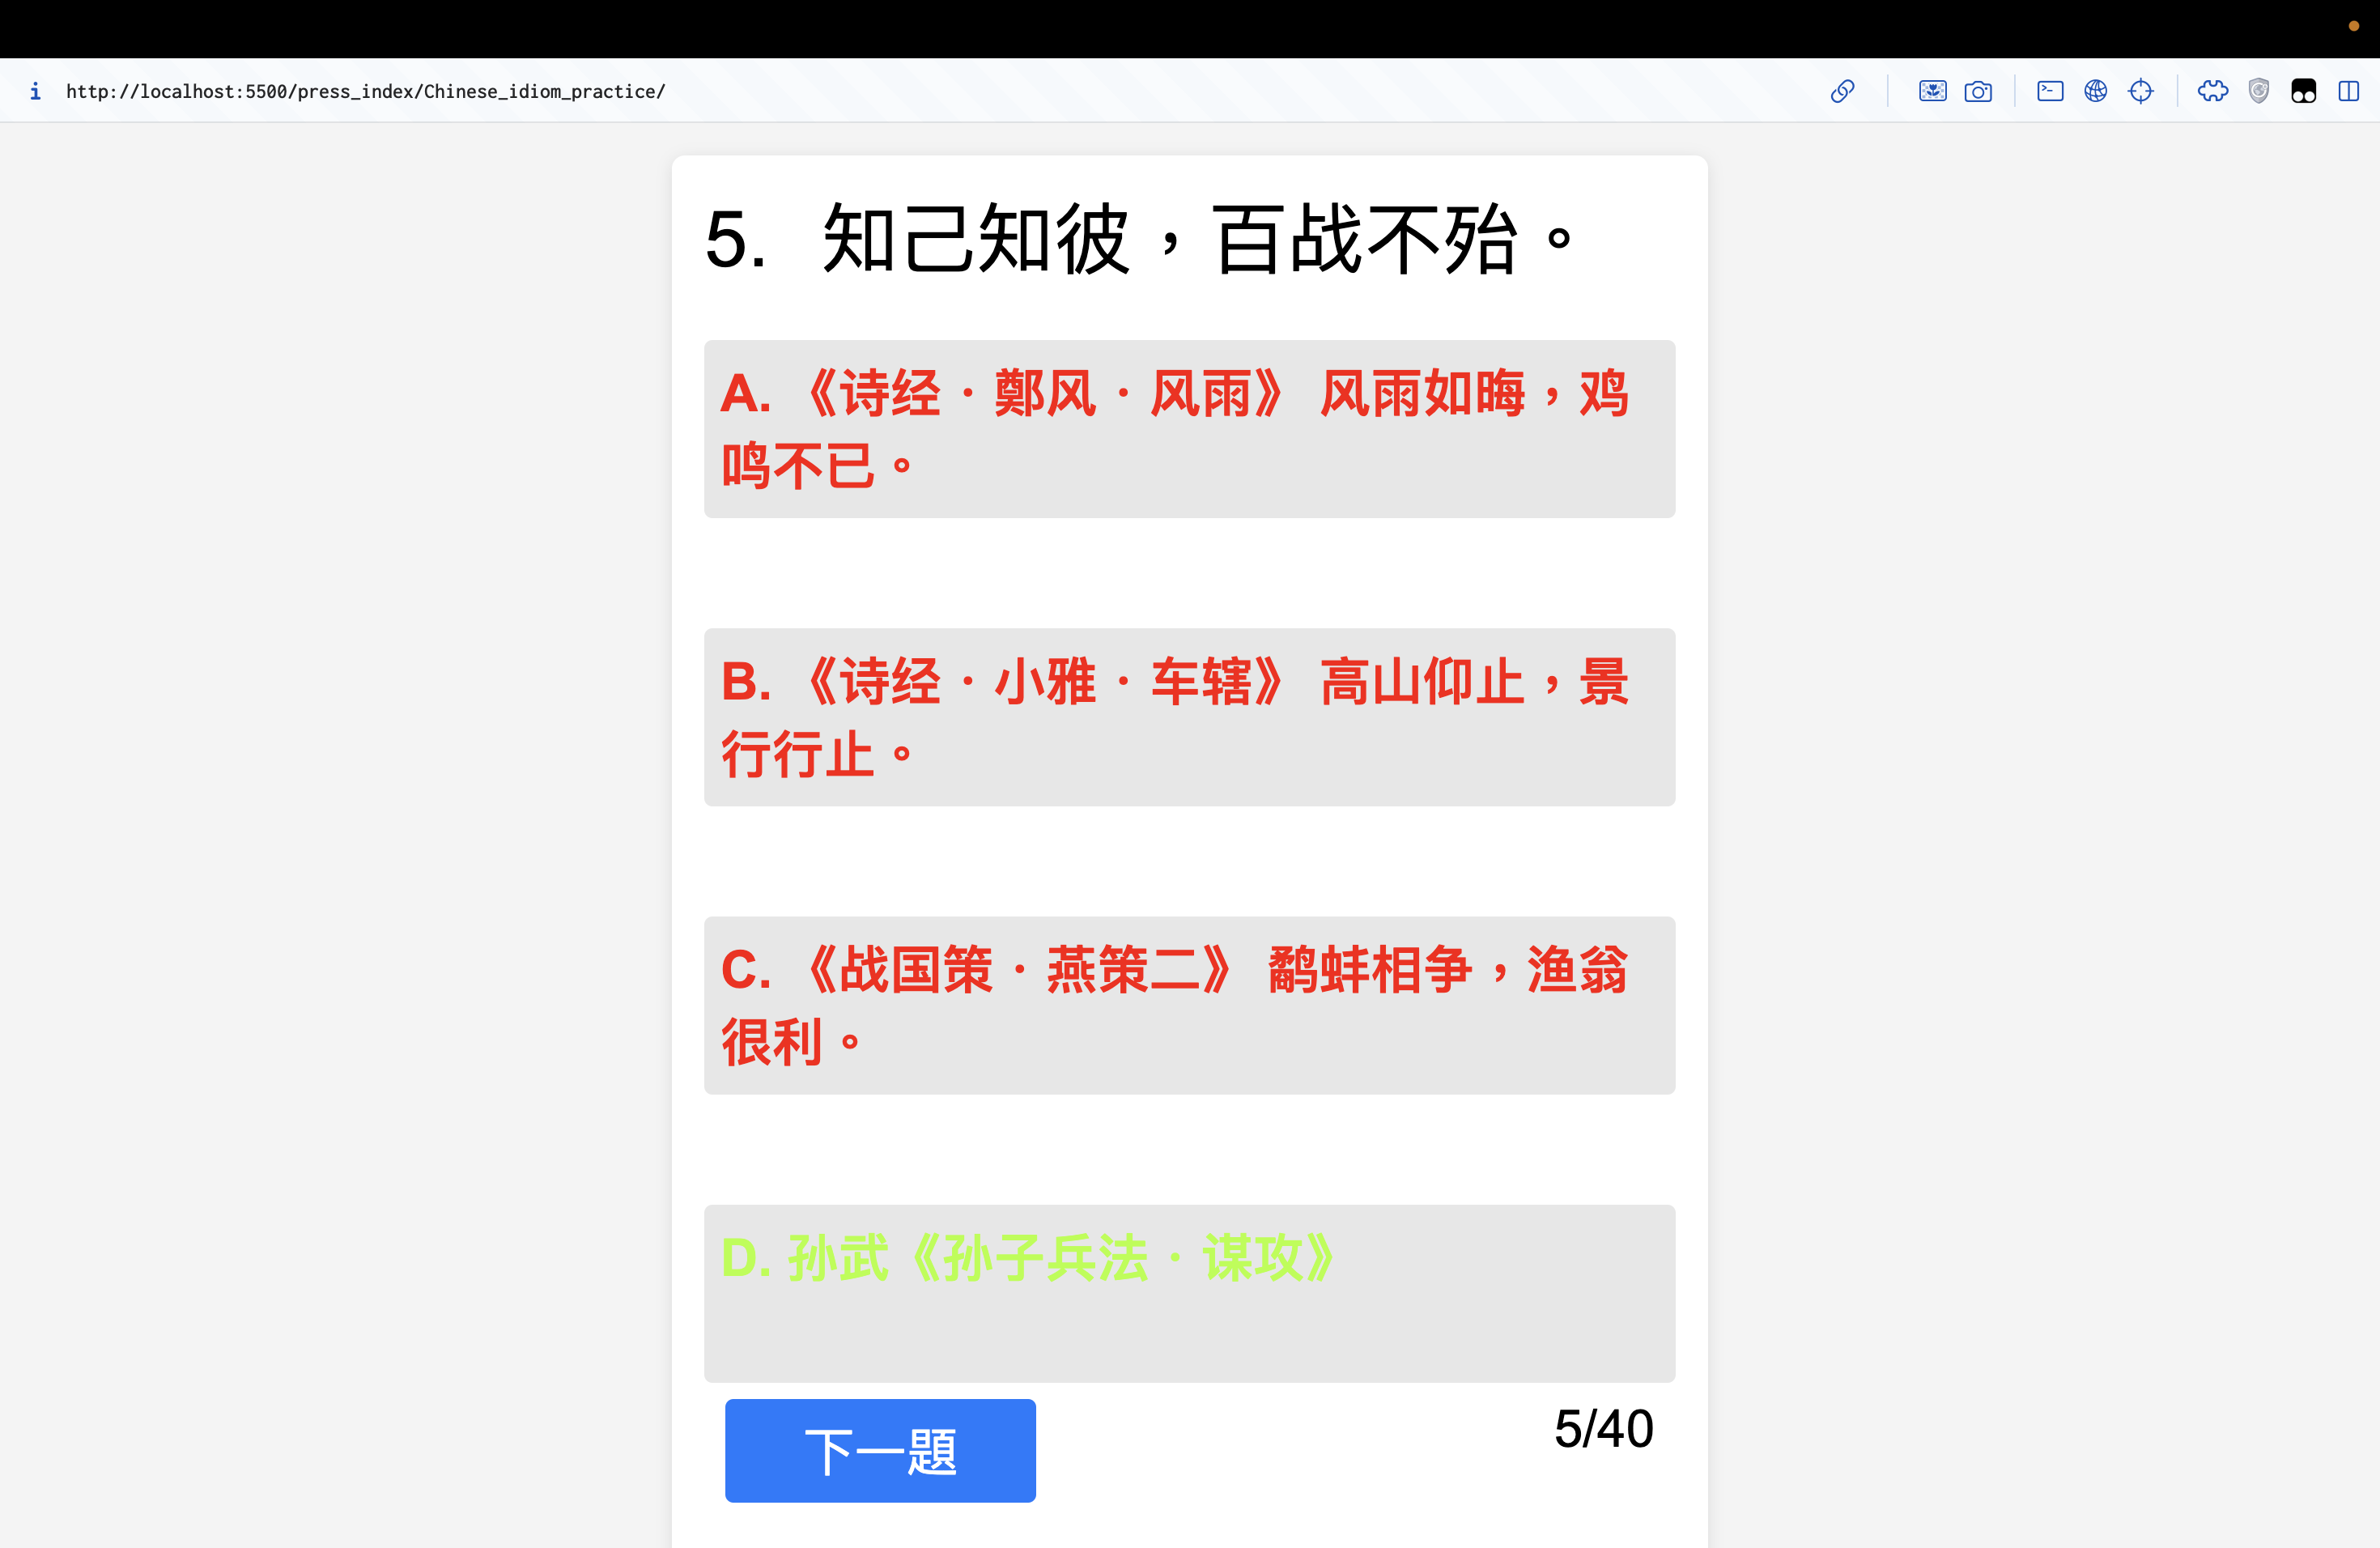 http://localhost:5500/press_index/Chinese_idiom_practice/
5. 知己知彼，百战不殆。
A. 《诗经·鄭风·风雨》 风雨如晦，鸡
鸣不已。
B. 《诗经·小雅·车辖》 高山仰止，景
行行止。
C. 《战国策·燕策二》 鹬蚌相争，渔翁
很利。
D. 孙武《孙子兵法·谋攻》
下一題
5/40